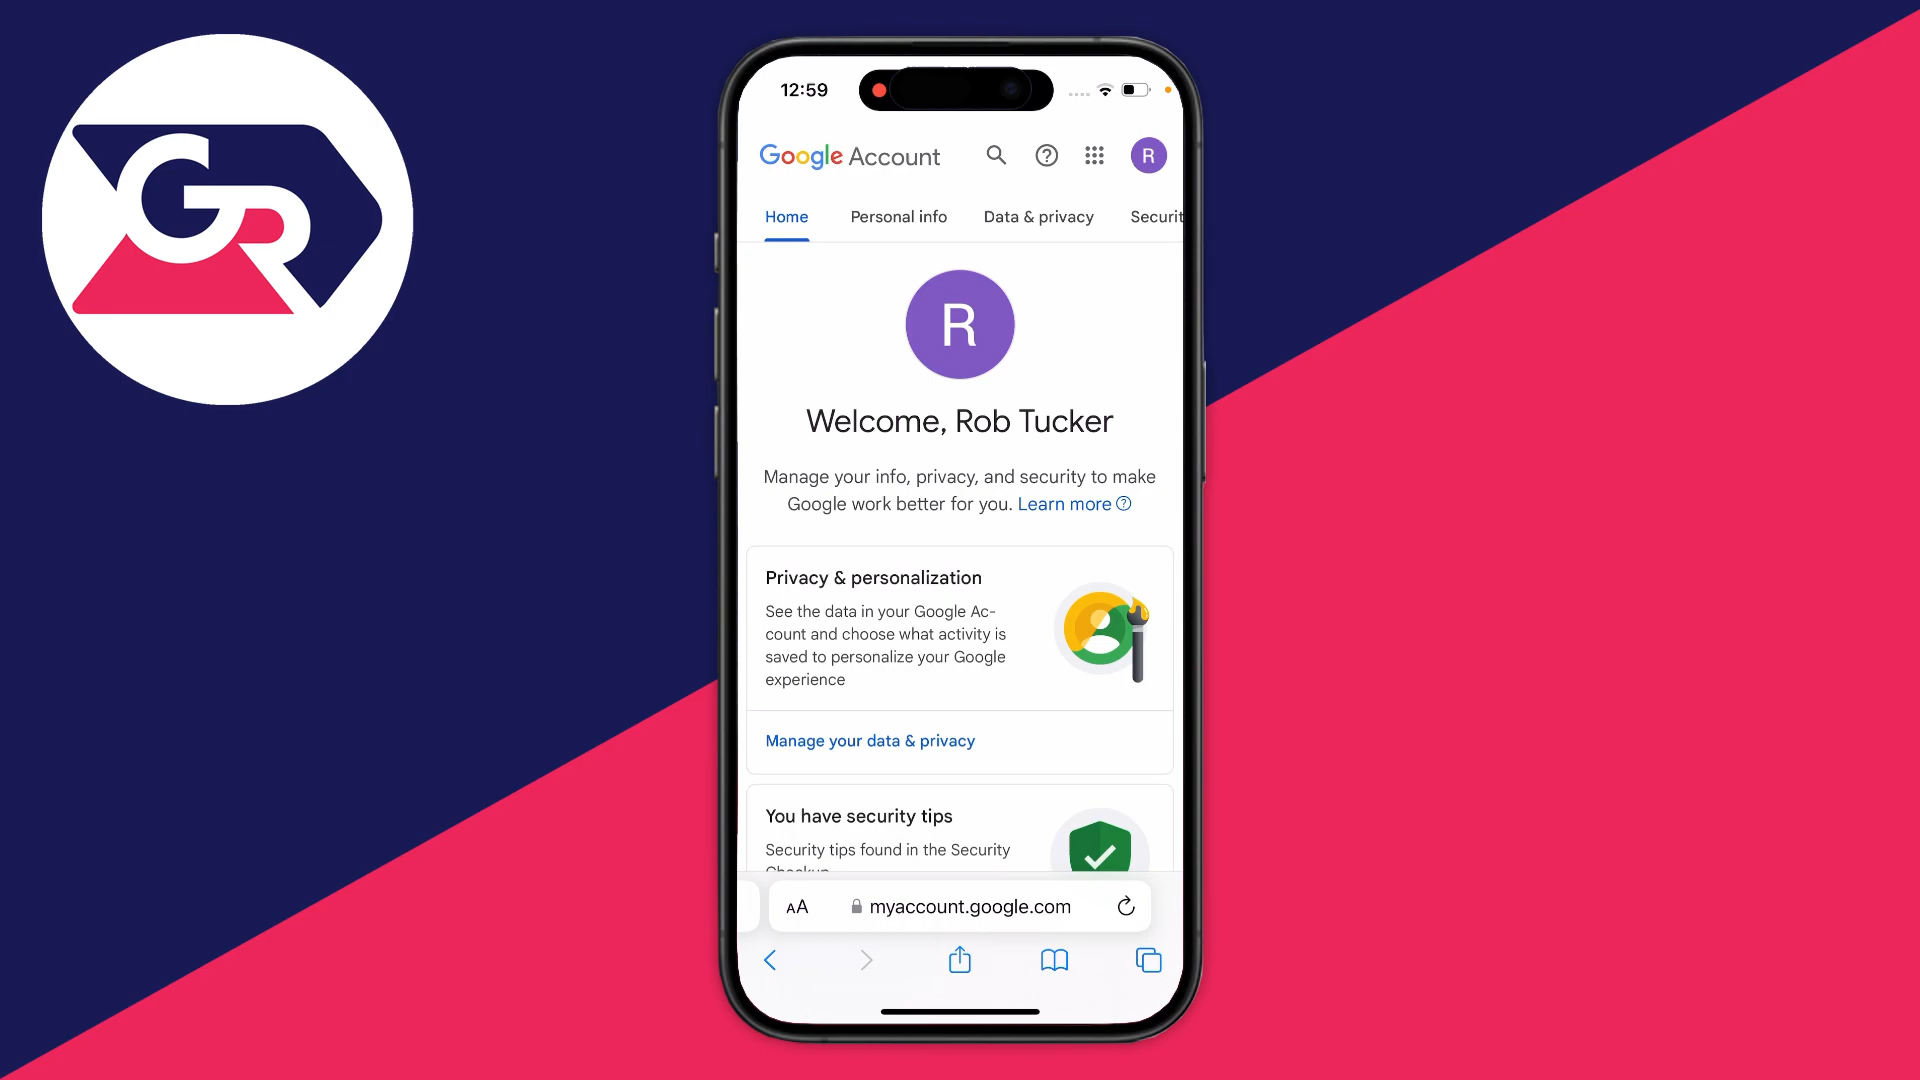 GR
12:59
Google Account
R
Home Personal info Data & privacy Securit
R
Welcome, Rob Tucker
Manage your info, privacy, and security to make
Google work better for you. Learn more
Privacy & personalization
See the data in your Google Ac-
count and choose what activity is
saved to personalize your Google
experience
Manage your data & privacy
You have security tips
Security tips found in the Security
Checkup
AA myaccount.google.com